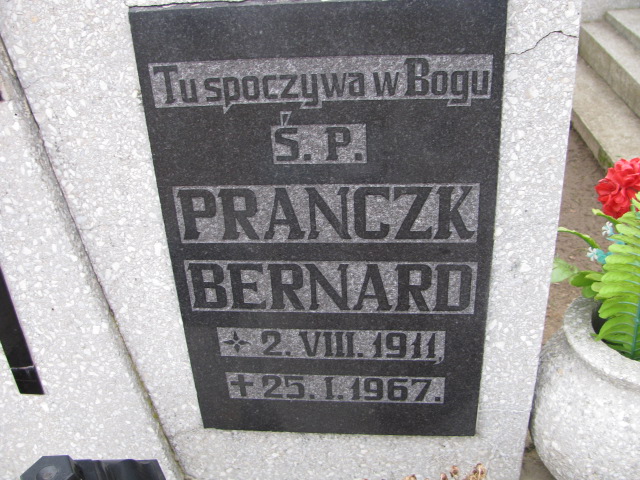 Tu spoczywa w Bogu
Ś. P.
PRANCZK
BERNARD
✢ 2. VIII. 1911,
✝ 25. I. 1967.